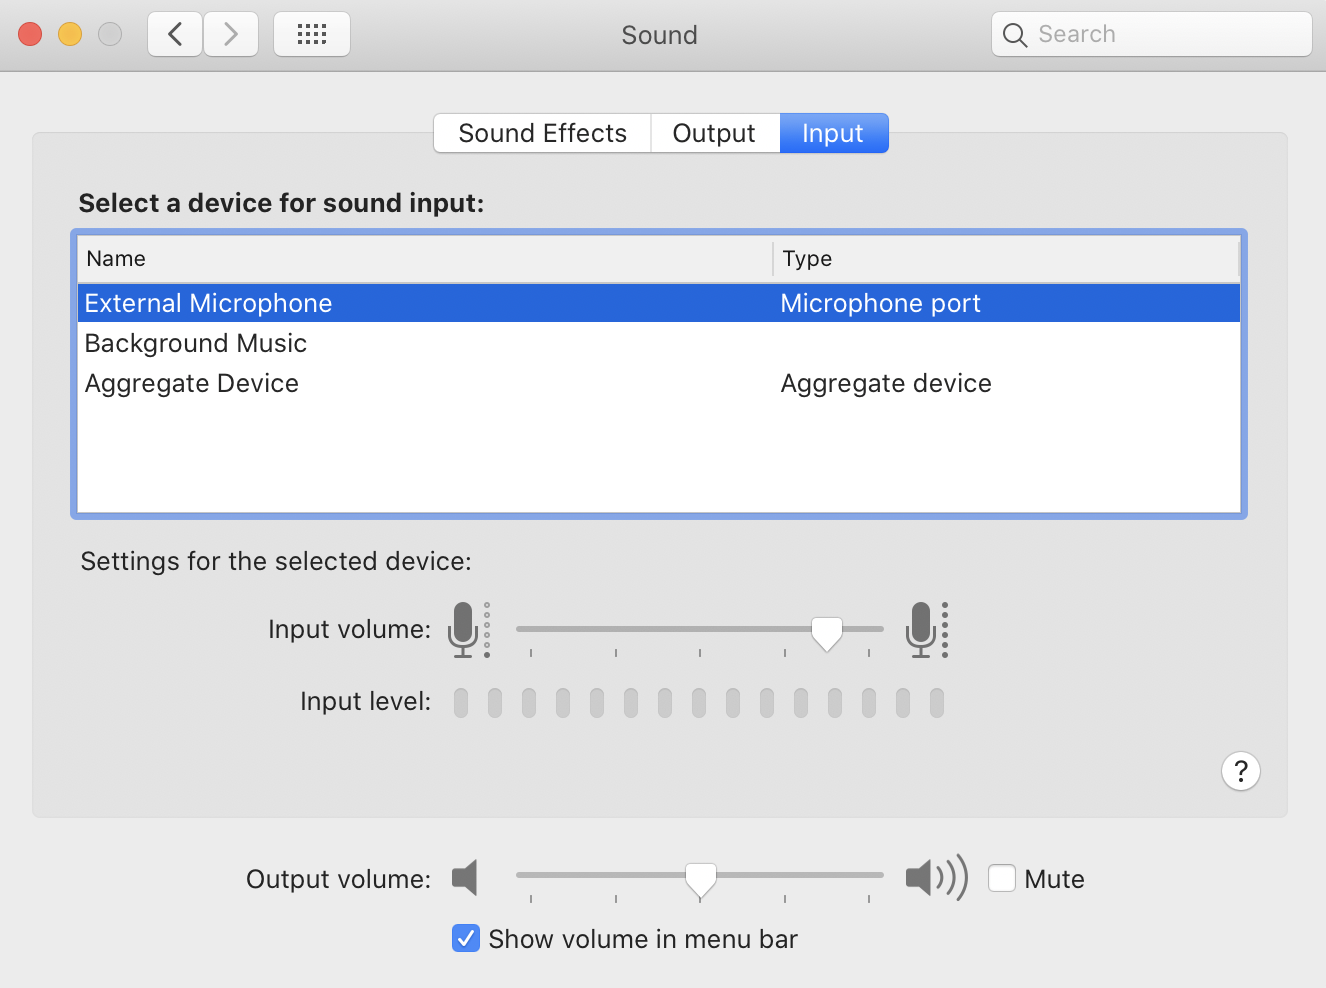 Sound
Search
Sound Effects Output Input
Select a device for sound input:
Name Type
External Microphone Microphone port
Background Music
Aggregate Device Aggregate device
Settings for the selected device:
Input volume:
Input level:
?
Output volume: Mute
Show volume in menu bar